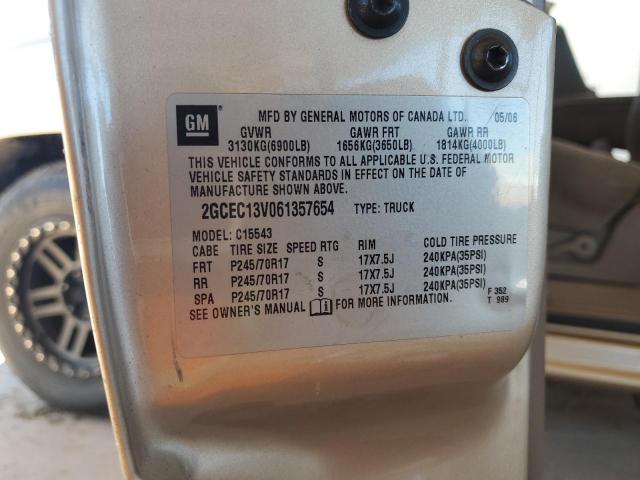 GM MFD BY GENERAL MOTORS OF CANADA LTD. 05/06
GVWR GAWR FRT GAWR RR
3130KG(6900LB) 1656KG(3650LB) 1814KG(4000LB)
THIS VEHICLE CONFORMS TO ALL APPLICABLE U.S. FEDERAL MOTOR
VEHICLE SAFETY STANDARDS IN EFFECT ON THE DATE OF
MANUFACTURE SHOWN ABOVE.
2GCEC13V061357654 TYPE: TRUCK
MODEL: C15543
CABE TIRE SIZE SPEED RTG RIM COLD TIRE PRESSURE
FRT P245/70R17 S 17X7.5J 240KPA(35PSI)
RR P245/70R17 S 17X7.5J 240KPA(35PSI)
SPA P245/70R17 S 17X7.5J 240KPA(35PSI) F 352
SEE OWNER'S MANUAL FOR MORE INFORMATION. T 989